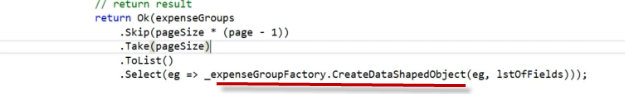 // return result
return Ok(expenseGroups
.Skip(pageSize * (page - 1))
.Take(pageSize)
.ToList()
.Select(eg => _expenseGroupFactory.CreateDataShapedObject(eg, lstOfFields)));